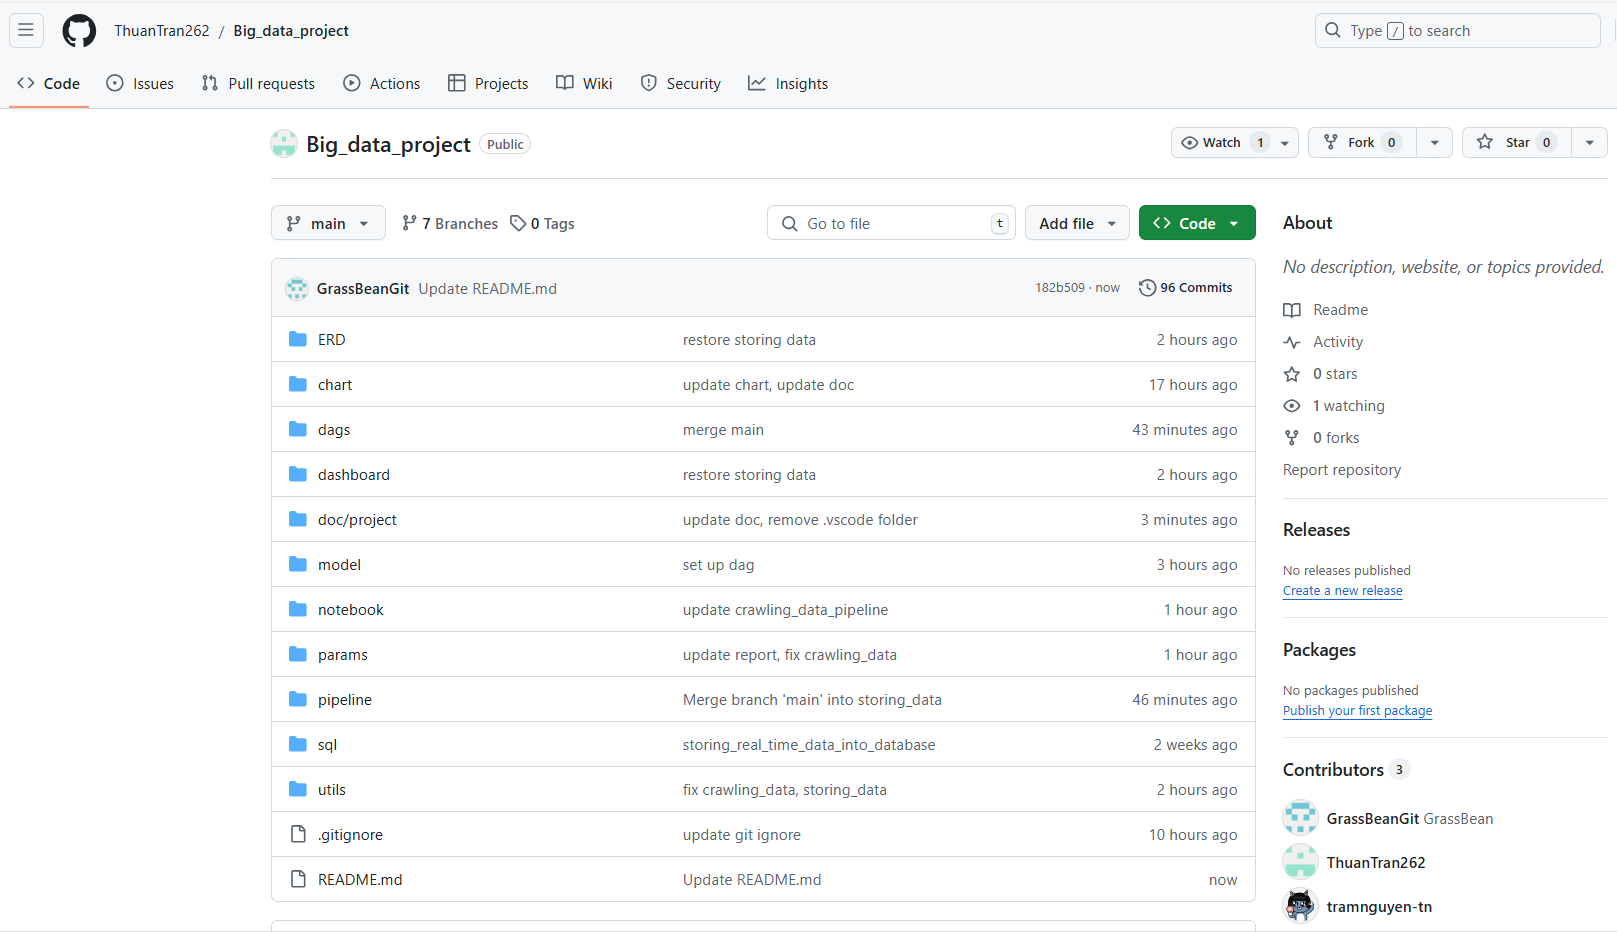 ThuanTran262 / Big_data_project
Type / to search
Code Issues Pull requests Actions Projects Wiki Security Insights
Big_data_project Public
Watch 1 Fork 0 Star 0
main 7 Branches 0 Tags Go to file t Add file Code
GrassBeanGit Update README.md 182b509 · now 96 Commits
ERD restore storing data 2 hours ago
chart update chart, update doc 17 hours ago
dags merge main 43 minutes ago
dashboard restore storing data 2 hours ago
doc/project update doc, remove .vscode folder 3 minutes ago
model set up dag 3 hours ago
notebook update crawling_data_pipeline 1 hour ago
params update report, fix crawling_data 1 hour ago
pipeline Merge branch 'main' into storing_data 46 minutes ago
sql storing_real_time_data_into_database 2 weeks ago
utils fix crawling_data, storing_data 2 hours ago
.gitignore update git ignore 10 hours ago
README.md Update README.md now
About
No description, website, or topics provided.
Readme
Activity
0 stars
1 watching
0 forks
Report repository
Releases
No releases published
Create a new release
Packages
No packages published
Publish your first package
Contributors 3
GrassBeanGit GrassBean
ThuanTran262
tramnguyen-tn